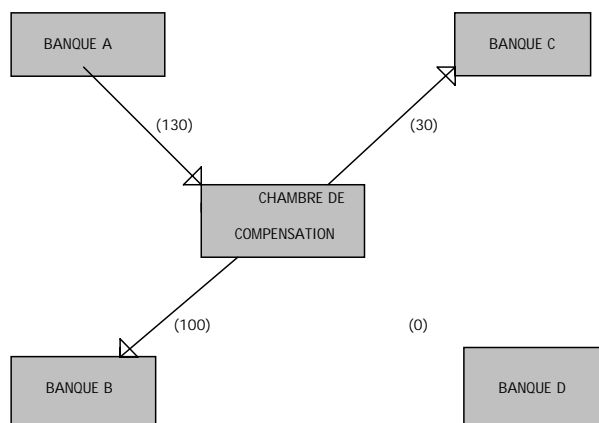 BANQUE A
BANQUE C
(130)
(30)
CHAMBRE DE
COMPENSATION
(100)
(0)
BANQUE B
BANQUE D